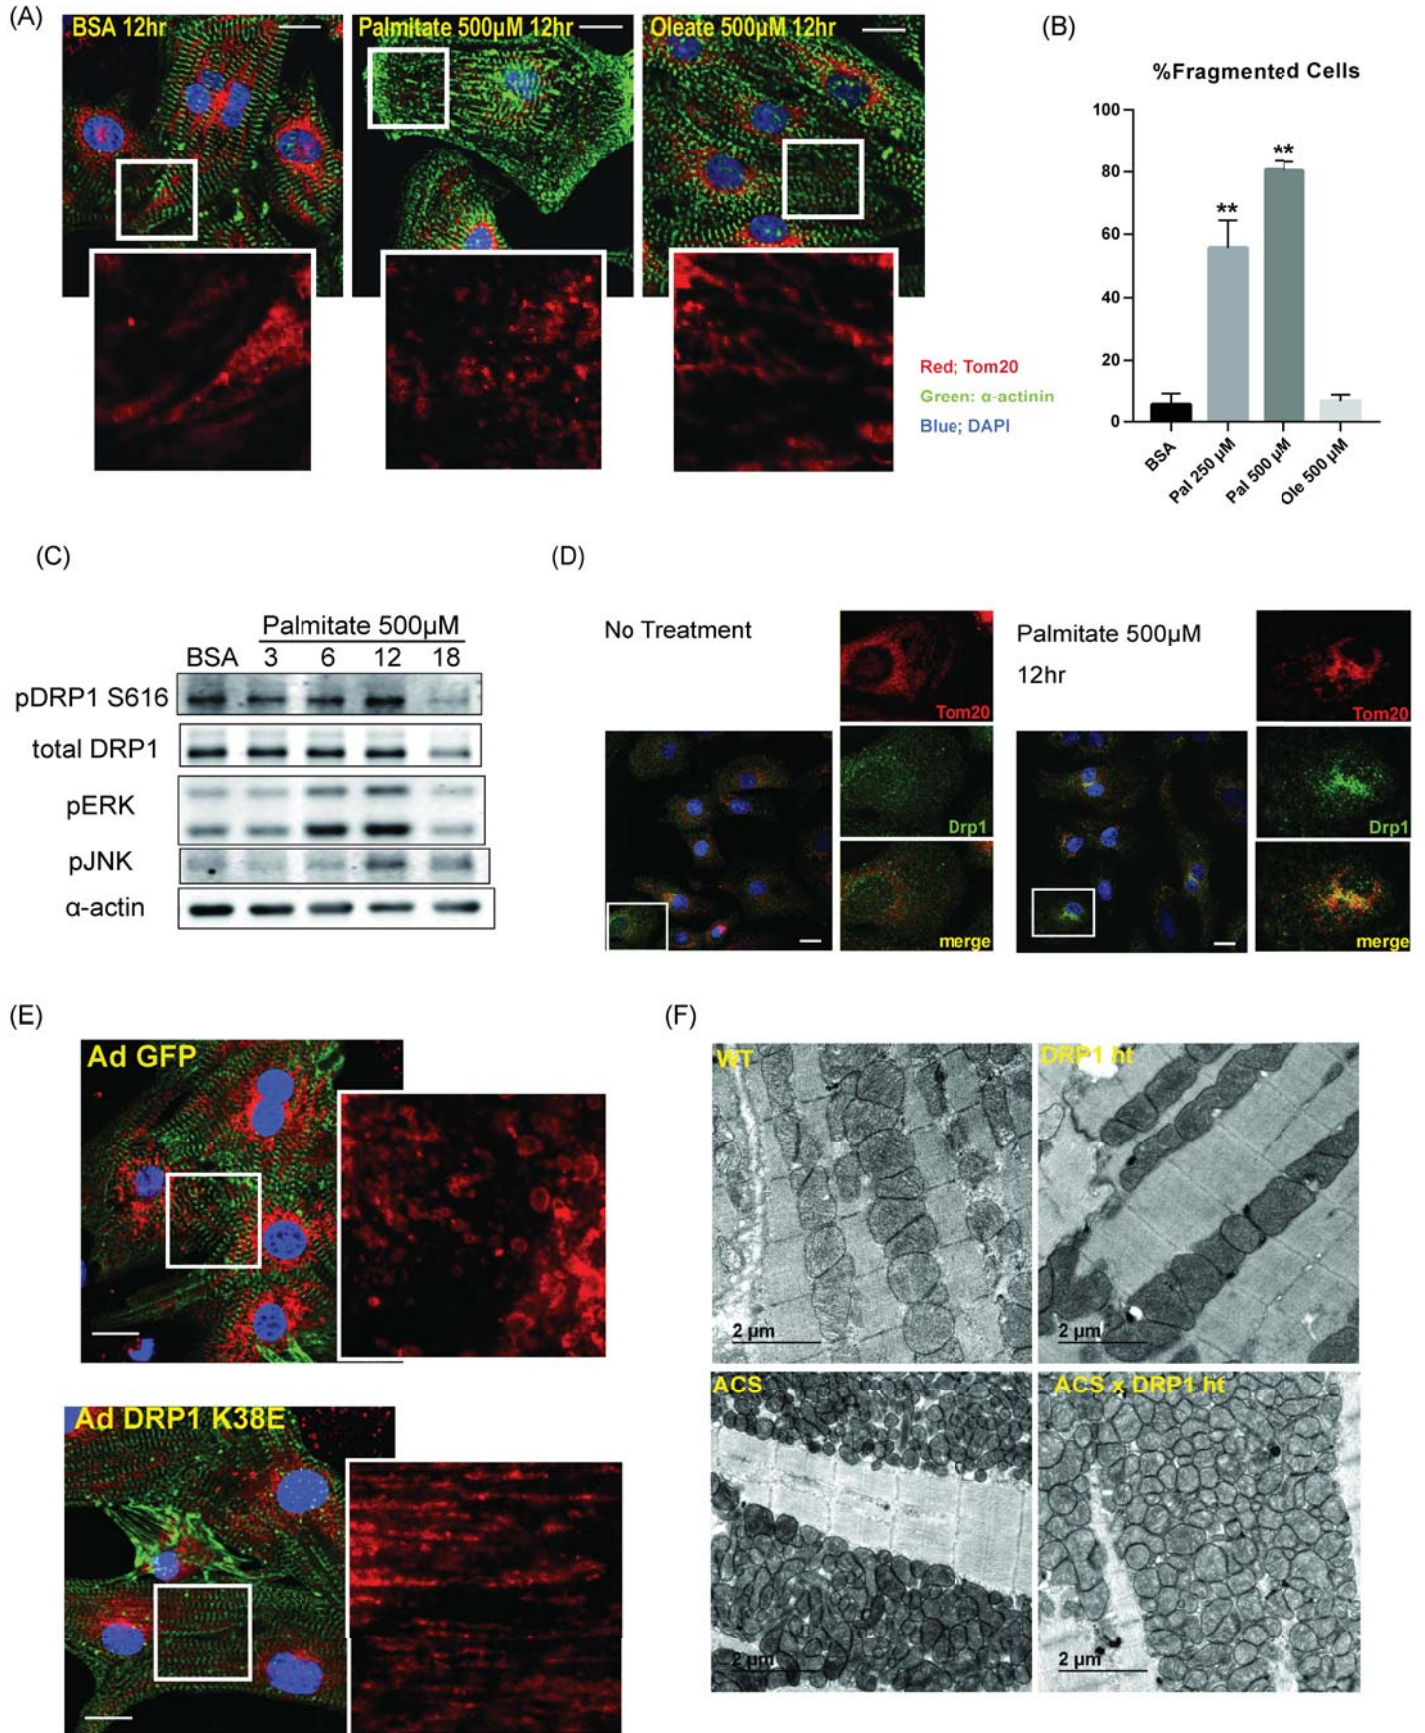 (A)
BSA 12hr
Palmitate 500µM 12hr
Oleate 500µM 12hr
Red; Tom20
Green: α-actinin
Blue; DAPI
(B)
%Fragmented Cells
100
80
60
40
20
0
**
**
BSA
Pal 250 µM
Pal 500 µM
Ole 500 µM
(C)
Palmitate 500µM
BSA 3 6 12 18
pDRP1 S616
total DRP1
pERK
pJNK
α-actin
(D)
No Treatment
Tom20
Drp1
merge
Palmitate 500µM
12hr
Tom20
Drp1
merge
(E)
Ad GFP
Ad DRP1 K38E
(F)
WT
2 µm
DRP1 ht
2 µm
ACS
2 µm
ACS x DRP1 ht
2 µm